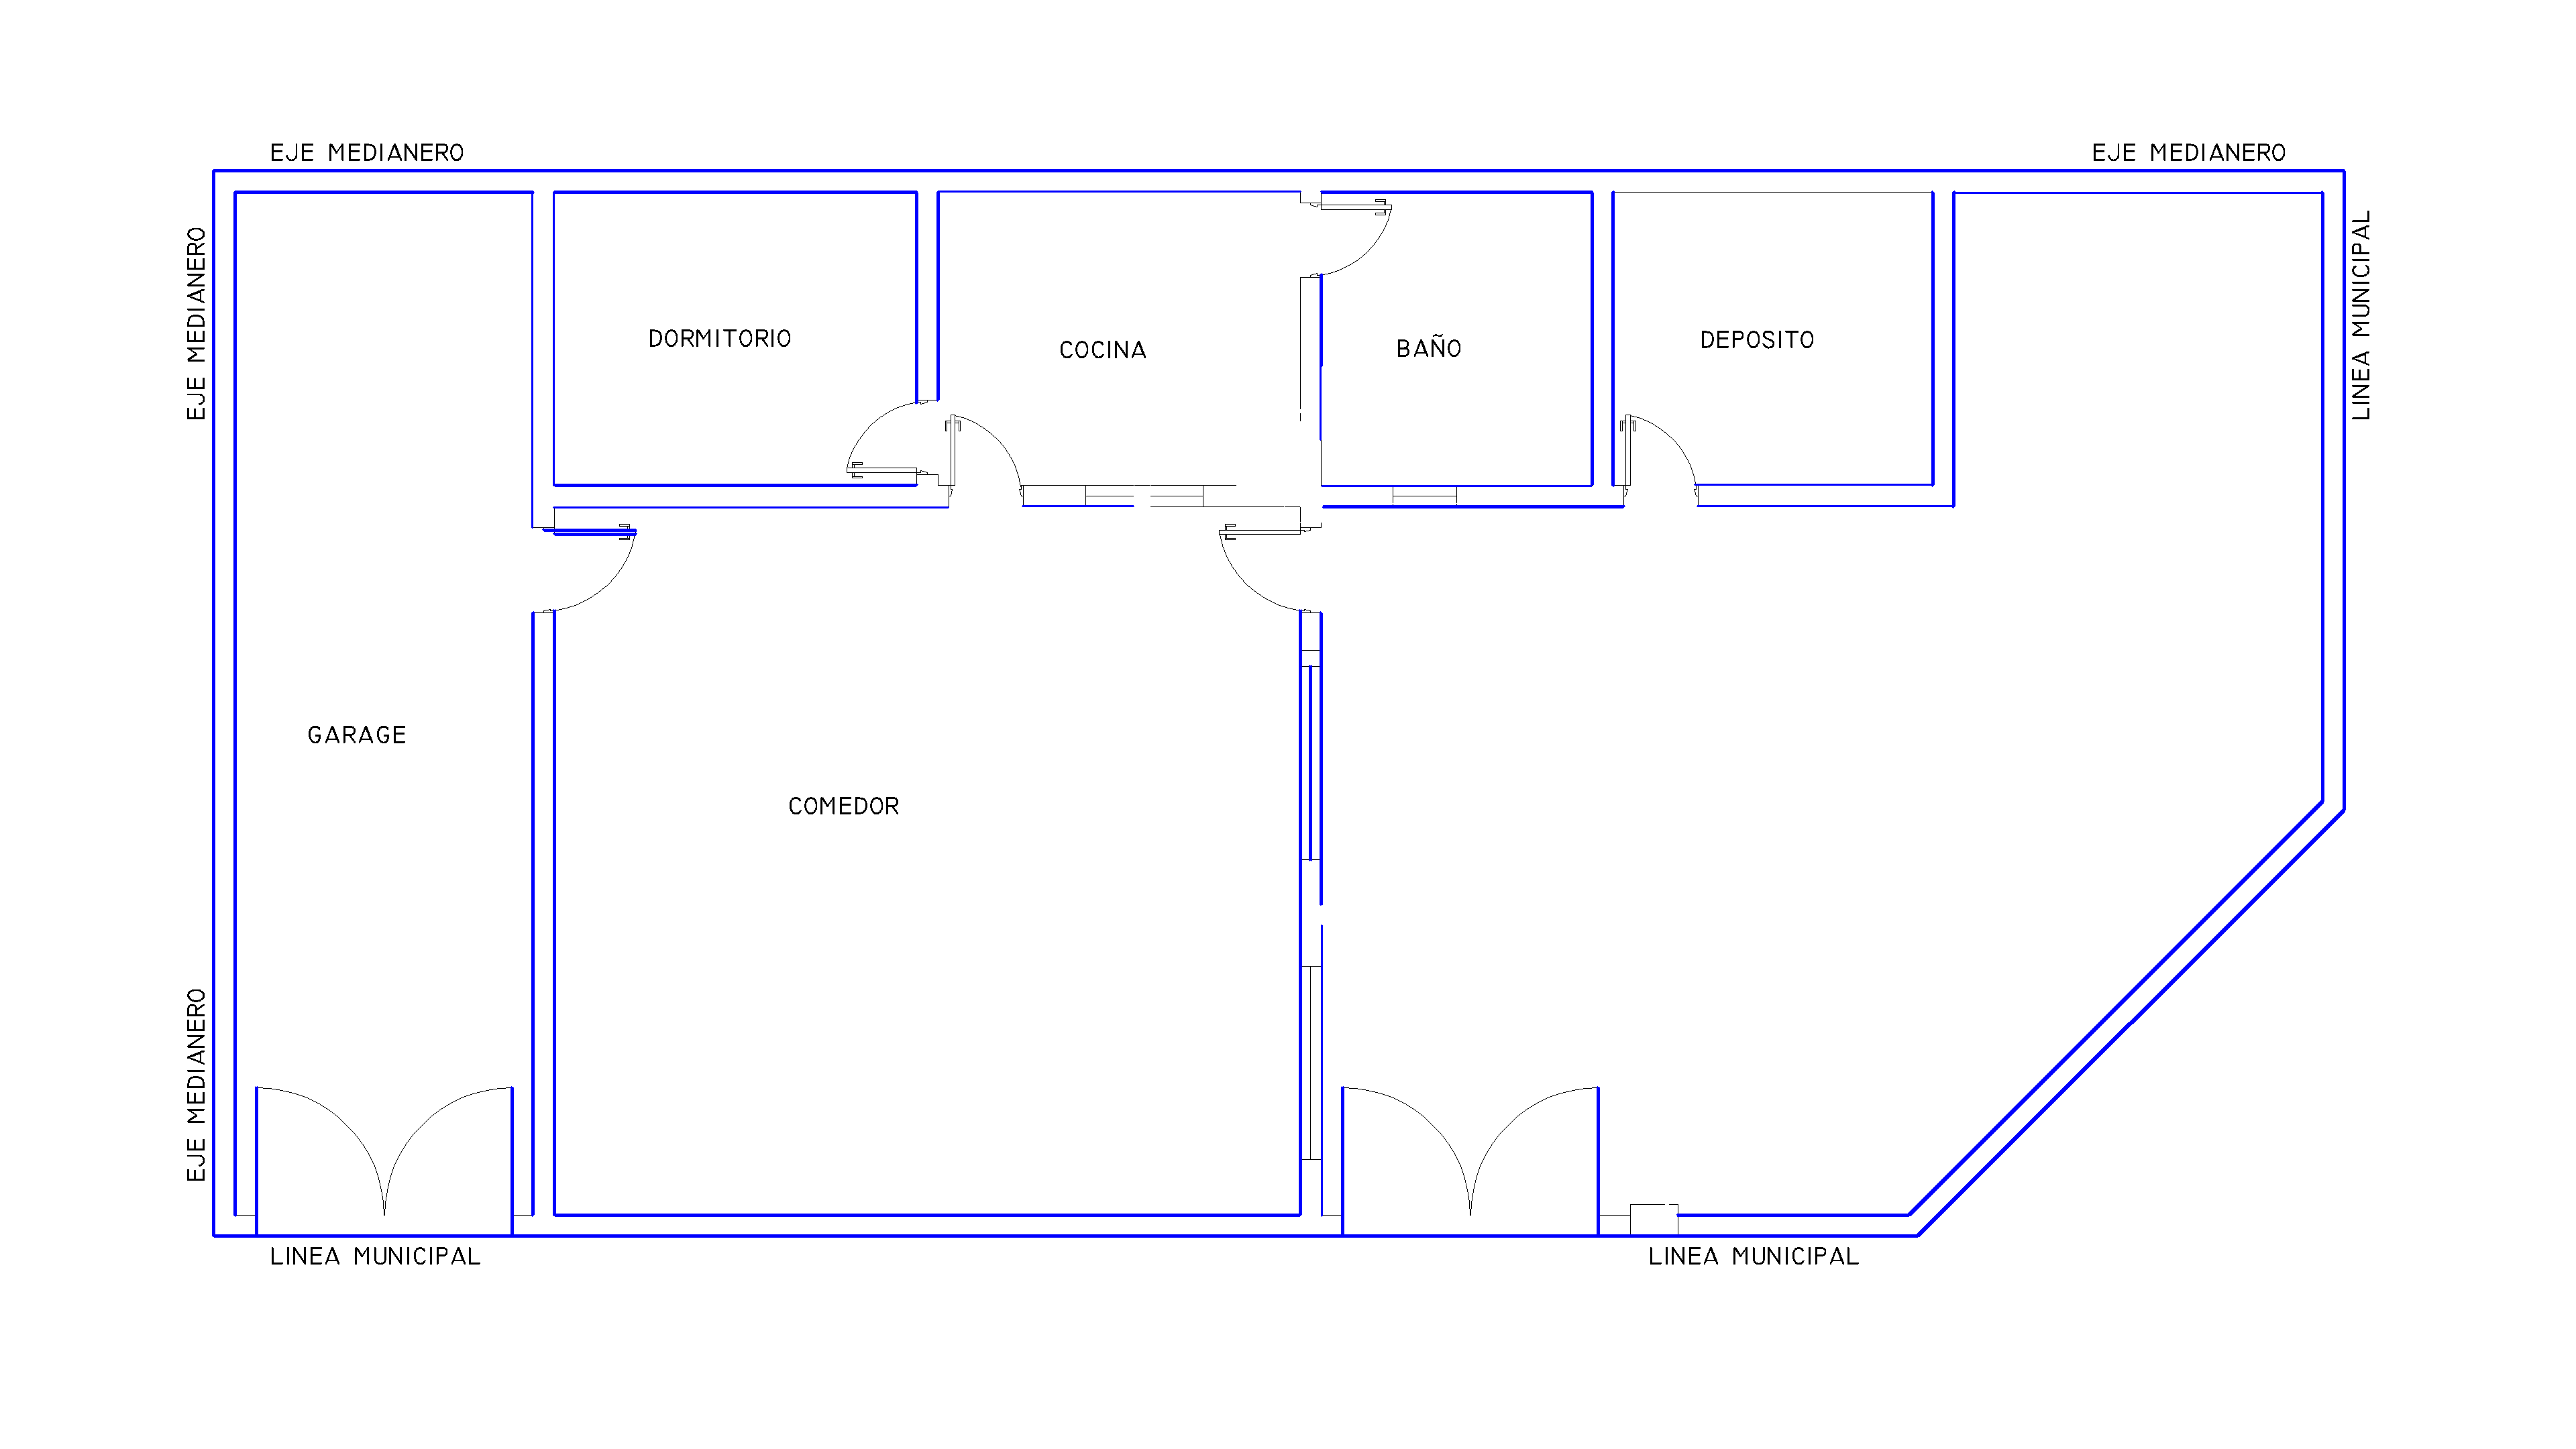 EJE MEDIANERO
EJE MEDIANERO
EJE MEDIANERO
LINEA MUNICIPAL
DORMITORIO
COCINA
BAÑO
DEPOSITO
GARAGE
COMEDOR
EJE MEDIANERO
LINEA MUNICIPAL
LINEA MUNICIPAL